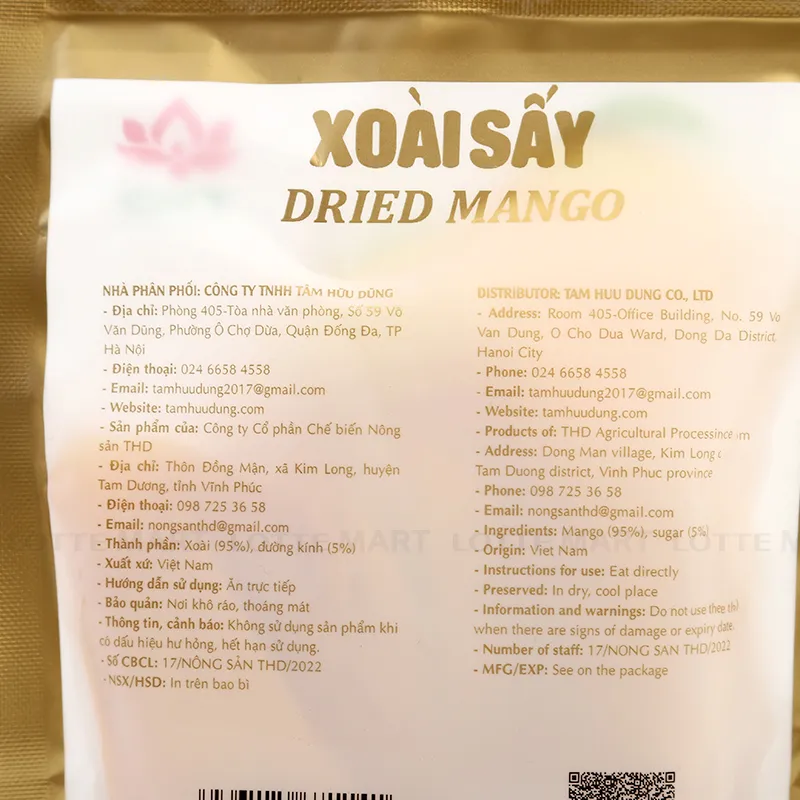 XOÀI SẤY
DRIED MANGO
NHÀ PHÂN PHỐI: CÔNG TY TNHH TÂM HỮU DŨNG
- Địa chỉ: Phòng 405-Tòa nhà văn phòng, Số 59 Võ
Văn Dũng, Phường Ô Chợ Dừa, Quận Đống Đa, TP
Hà Nội
- Điện thoại: 024 6658 4558
- Email: tamhuudung2017@gmail.com
- Website: tamhuudung.com
- Sản phẩm của: Công ty Cổ phần Chế biến Nông
sản THD
- Địa chỉ: Thôn Đồng Mận, xã Kim Long, huyện
Tam Dương, tỉnh Vĩnh Phúc
- Điện thoại: 098 725 36 58
- Email: nongsanthd@gmail.com
- Thành phần: Xoài (95%), đường kính (5%)
- Xuất xứ: Việt Nam
- Hướng dẫn sử dụng: Ăn trực tiếp
- Bảo quản: Nơi khô ráo, thoáng mát
- Thông tin, cảnh báo: Không sử dụng sản phẩm khi
có dấu hiệu hư hỏng, hết hạn sử dụng.
- Số CBCL: 17/NÔNG SẢN THD/2022
- NSX/HSD: In trên bao bì
DISTRIBUTOR: TAM HUU DUNG CO., LTD
- Address: Room 405-Office Building, No. 59 Vo
Van Dung, O Cho Dua Ward, Dong Da District,
Hanoi City
- Phone: 024 6658 4558
- Email: tamhuudung2017@gmail.com
- Website: tamhuudung.com
- Products of: THD Agricultural Processing
- Address: Dong Man village, Kim Long
Tam Duong district, Vinh Phuc province
- Phone: 098 725 36 58
- Email: nongsanthd@gmail.com
- Ingredients: Mango (95%), sugar (5%)
- Origin: Viet Nam
- Instructions for use: Eat directly
- Preserved: In dry, cool place
- Information and warnings: Do not use
when there are signs of damage or expiry date.
- Number of staff: 17/NONG SAN THD/2022
- MFG/EXP: See on the package
LOTTE MART LOTTE MART LOTTE M